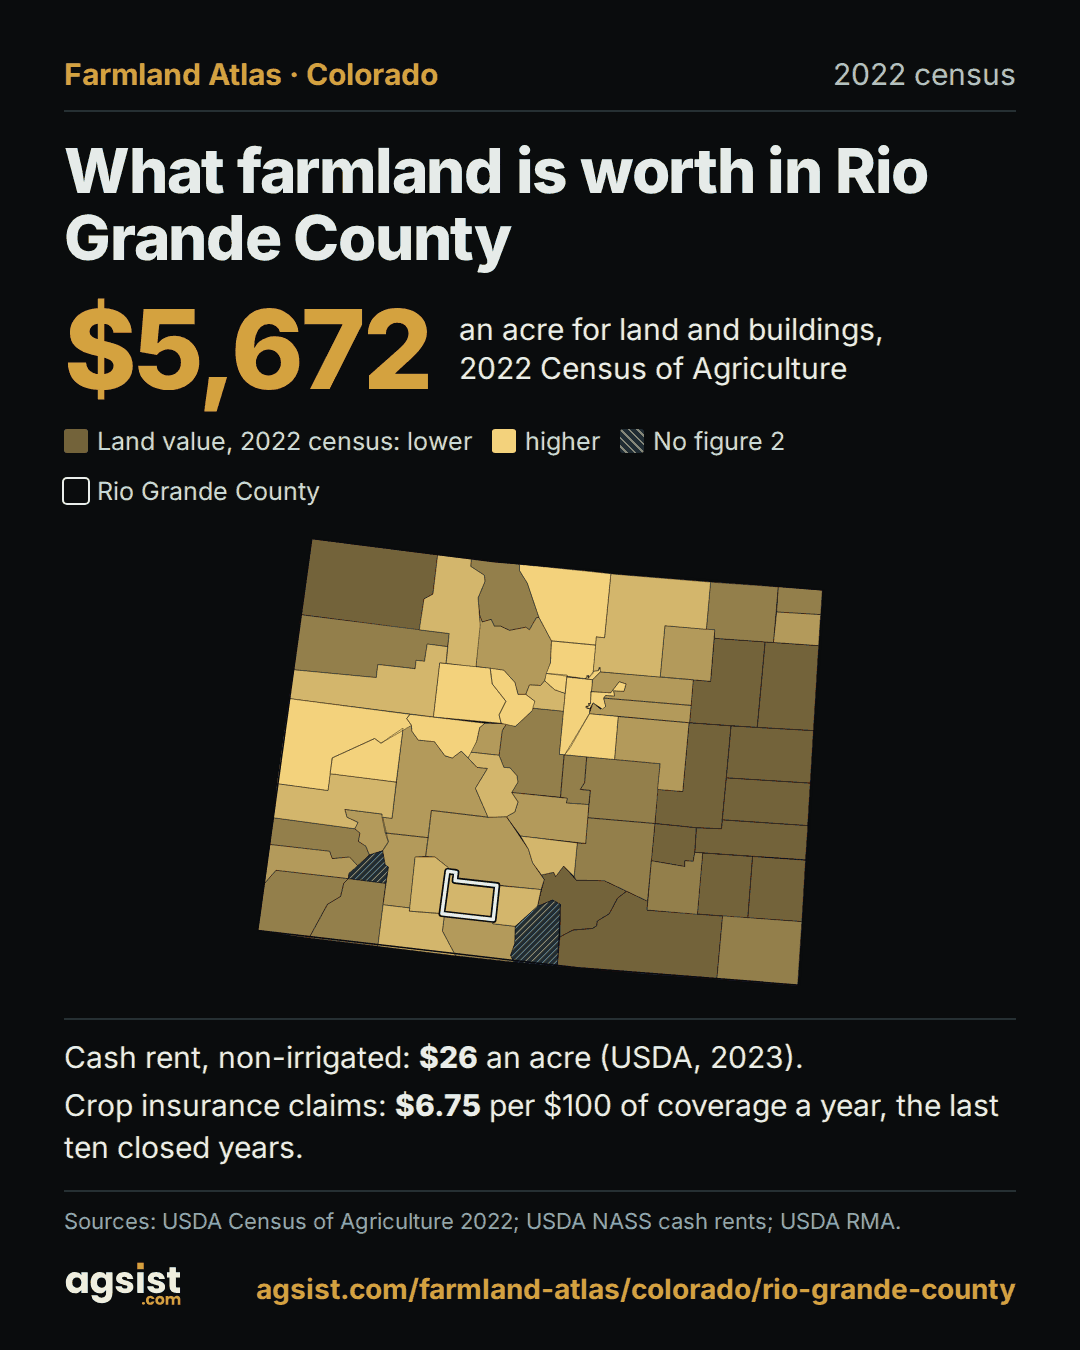 Farmland Atlas · Colorado
2022 census
What farmland is worth in Rio
Grande County
$5,672
an acre for land and buildings,
2022 Census of Agriculture
Land value, 2022 census: lower
higher
No figure 2
Rio Grande County
Cash rent, non-irrigated: $26 an acre (USDA, 2023).
Crop insurance claims: $6.75 per $100 of coverage a year, the last
ten closed years.
Sources: USDA Census of Agriculture 2022; USDA NASS cash rents; USDA RMA.
agsist
.com
agsist.com/farmland-atlas/colorado/rio-grande-county